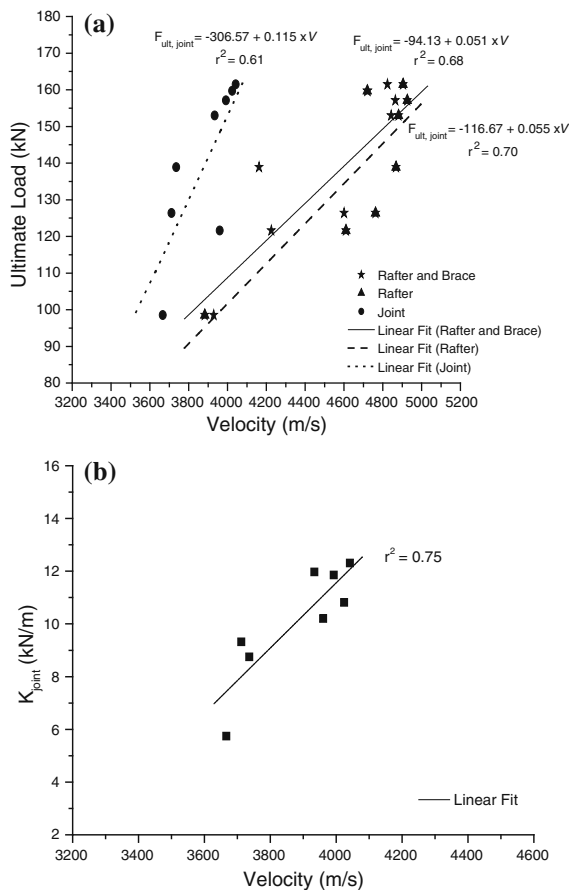 (a)
F_ult, joint = -306.57 + 0.115 xV
r² = 0.61
F_ult, joint = -94.13 + 0.051 xV
r² = 0.68
F_ult, joint = -116.67 + 0.055 xV
r² = 0.70
180
170
160
150
140
130
120
110
100
90
80
Ultimate Load (kN)
Rafter and Brace
Rafter
Joint
Linear Fit (Rafter and Brace)
Linear Fit (Rafter)
Linear Fit (Joint)
3200 3400 3600 3800 4000 4200 4400 4600 4800 5000 5200
Velocity (m/s)
(b)
16
14
12
10
8
6
4
2
K_joint (kN/m)
r² = 0.75
Linear Fit
3200 3400 3600 3800 4000 4200 4400 4600
Velocity (m/s)